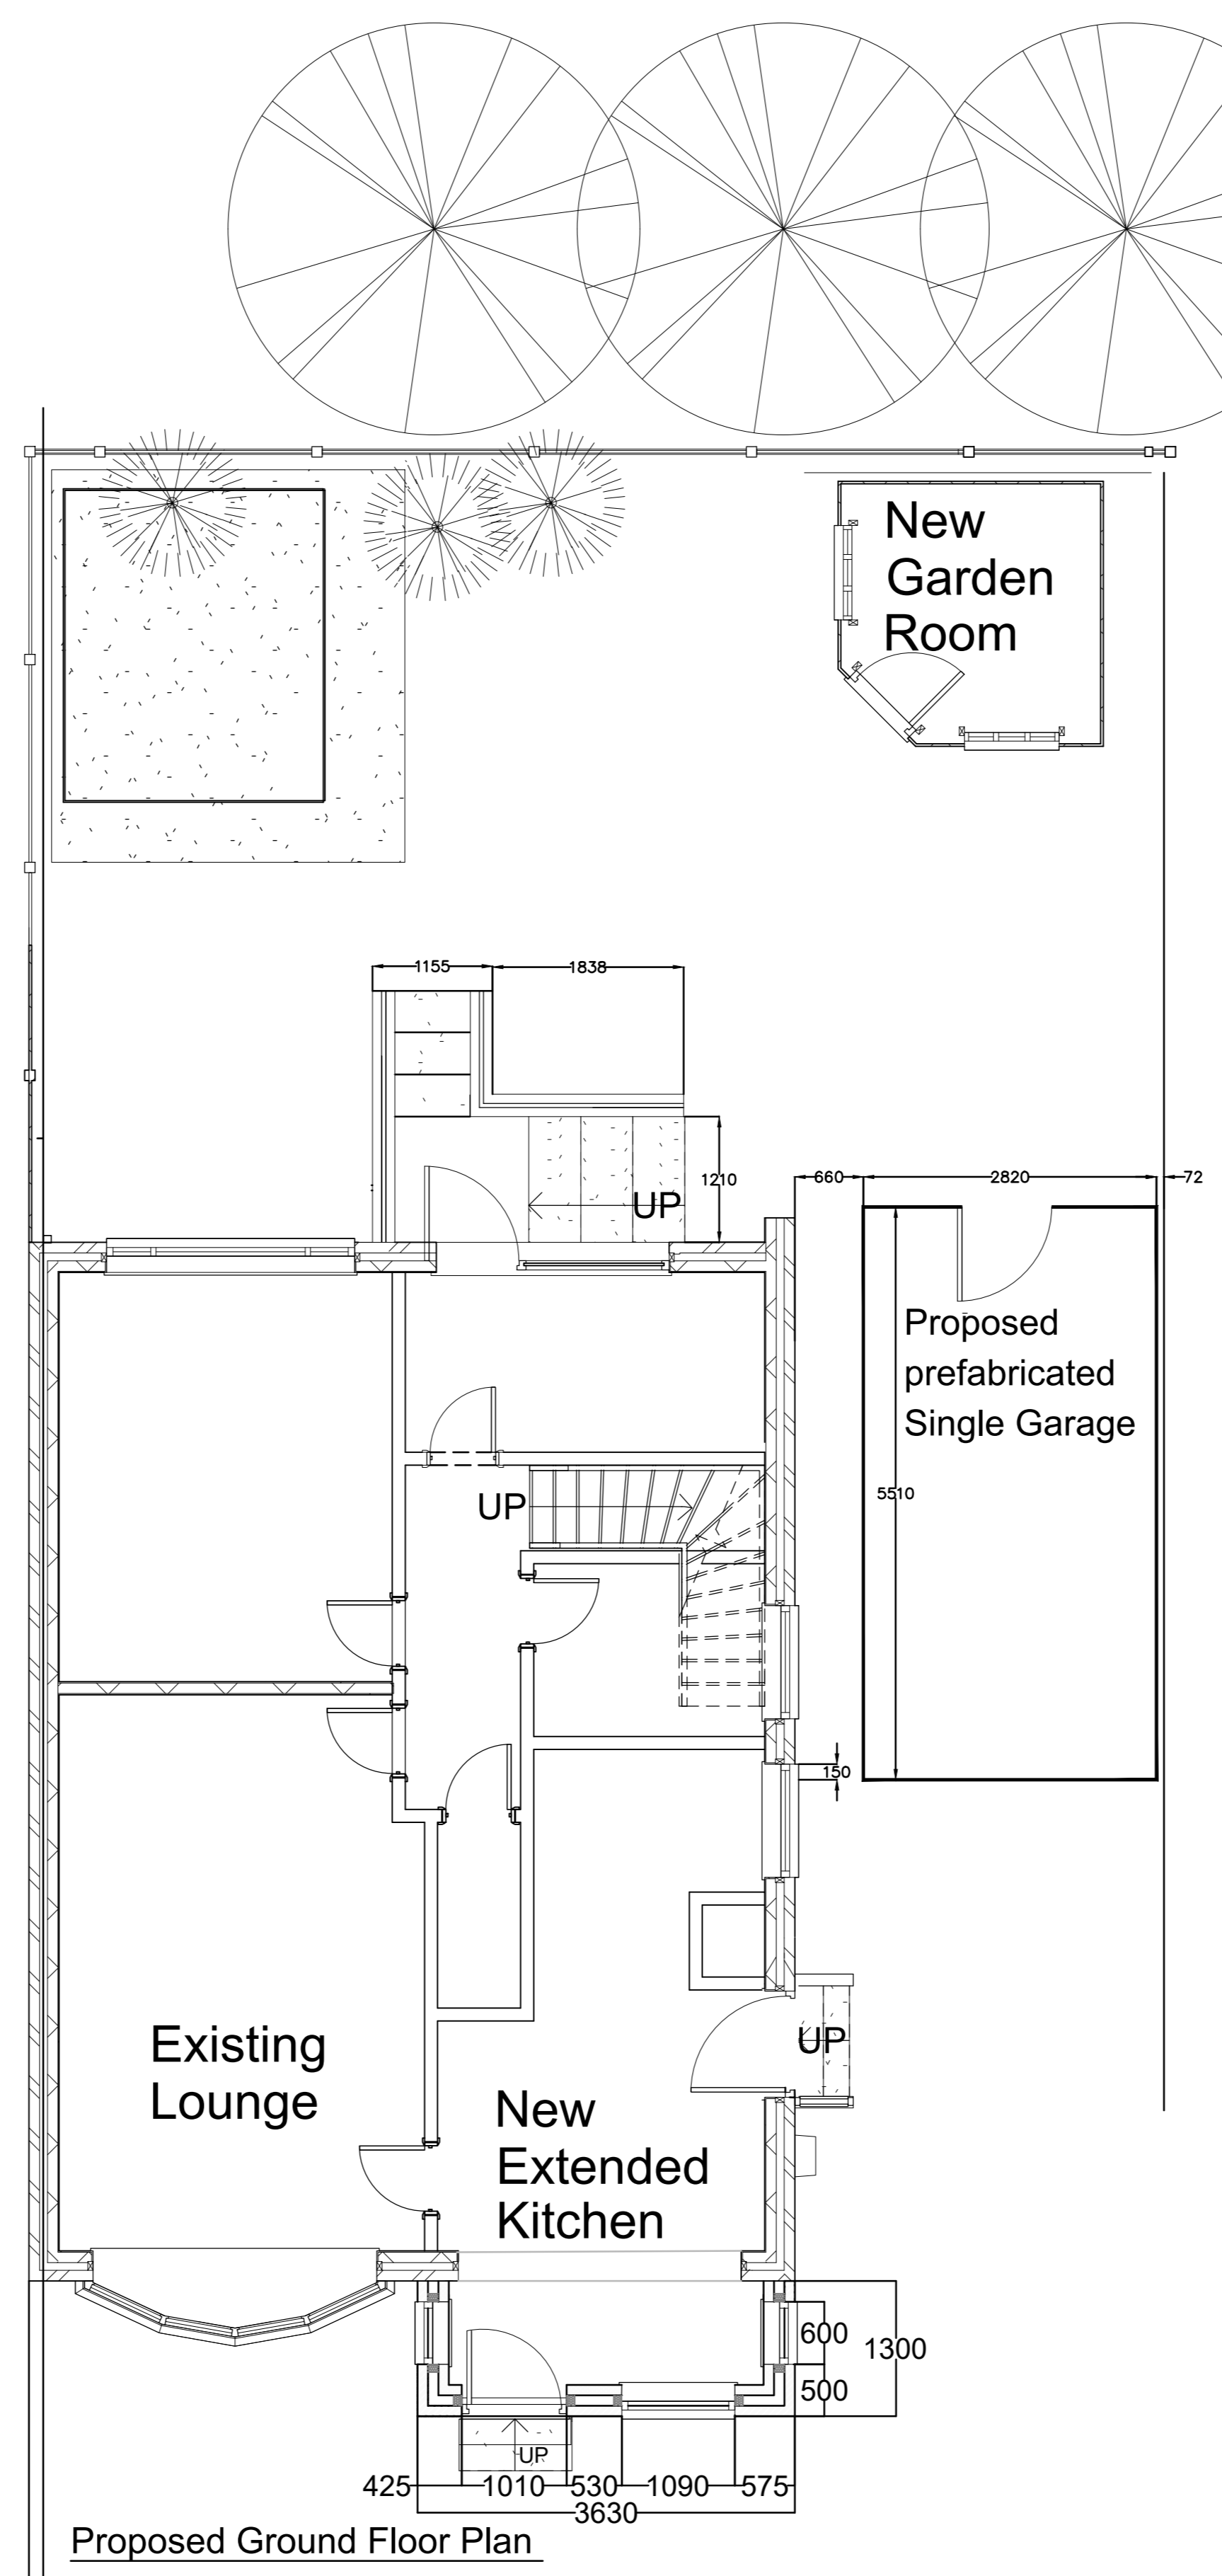 New
Garden
Room
1155
1838
1210
UP
660
2820
72
Proposed
prefabricated
Single Garage
5510
UP
150
Existing
Lounge
UP
New
Extended
Kitchen
600
1300
500
UP
425
1010
530
1090
575
3630
Proposed Ground Floor Plan